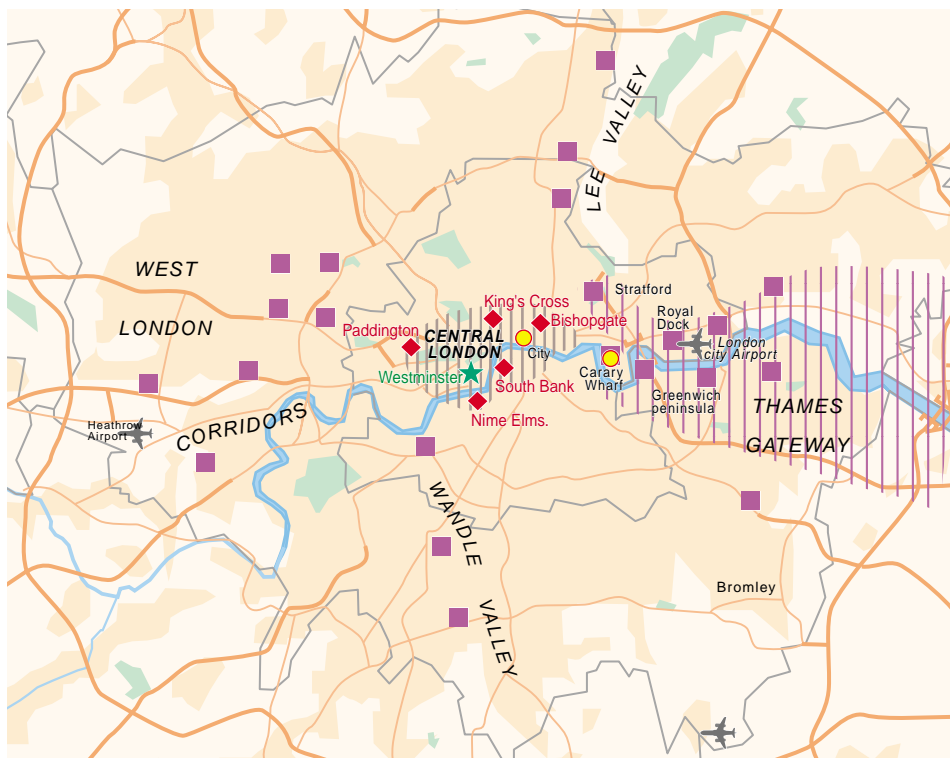 LEE VALLEY
WEST
LONDON
CORRIDORS
Stratford
King's Cross
Bishopgate
Royal
Dock
Paddington
CENTRAL
LONDON
City
London
city Airport
Westminster
Carary
Wharf
South Bank
Greenwich
peninsula
THAMES
GATEWAY
Nime Elms.
Heathrow
Airport
WANDLE
VALLEY
Bromley